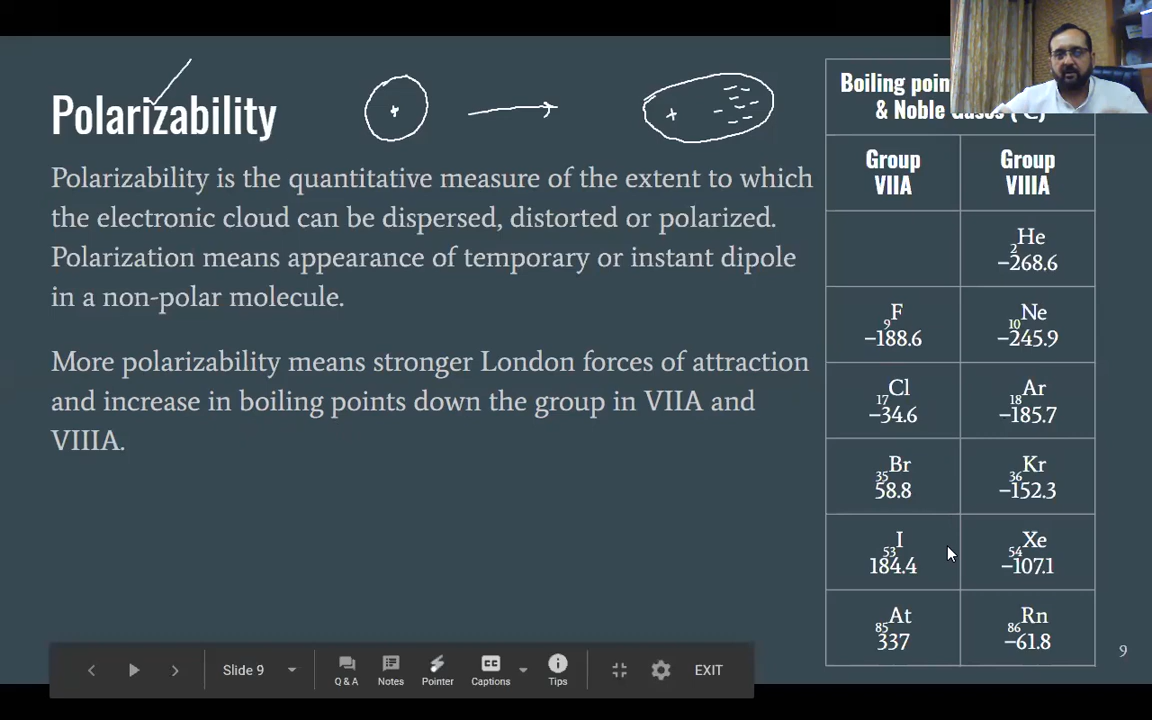 Polarizability
+
+
Polarizability is the quantitative measure of the extent to which
the electronic cloud can be dispersed, distorted or polarized.
Polarization means appearance of temporary or instant dipole
in a non-polar molecule.
More polarizability means stronger London forces of attraction
and increase in boiling points down the group in VIIA and
VIIIA.
Boiling poin
& Noble
Group
VIIA
Group
VIIIA
2He
−268.6
9F
−188.6
10Ne
−245.9
17Cl
−34.6
18Ar
−185.7
35Br
58.8
36Kr
−152.3
53I
184.4
54Xe
−107.1
85At
337
86Rn
−61.8
9
Slide 9
Q & A
Notes
Pointer
CC
Captions
Tips
EXIT